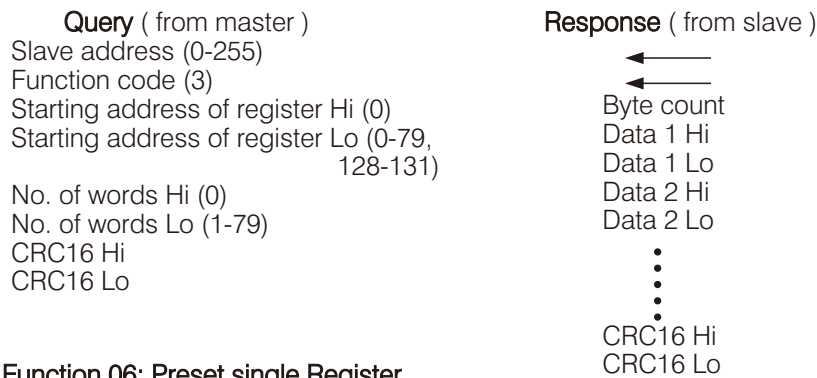 Query ( from master )
Slave address (0-255)
Function code (3)
Starting address of register Hi (0)
Starting address of register Lo (0-79,
128-131)
No. of words Hi (0)
No. of words Lo (1-79)
CRC16 Hi
CRC16 Lo
Response ( from slave )
Byte count
Data 1 Hi
Data 1 Lo
Data 2 Hi
Data 2 Lo
CRC16 Hi
CRC16 Lo
Function 06: Preset single Register